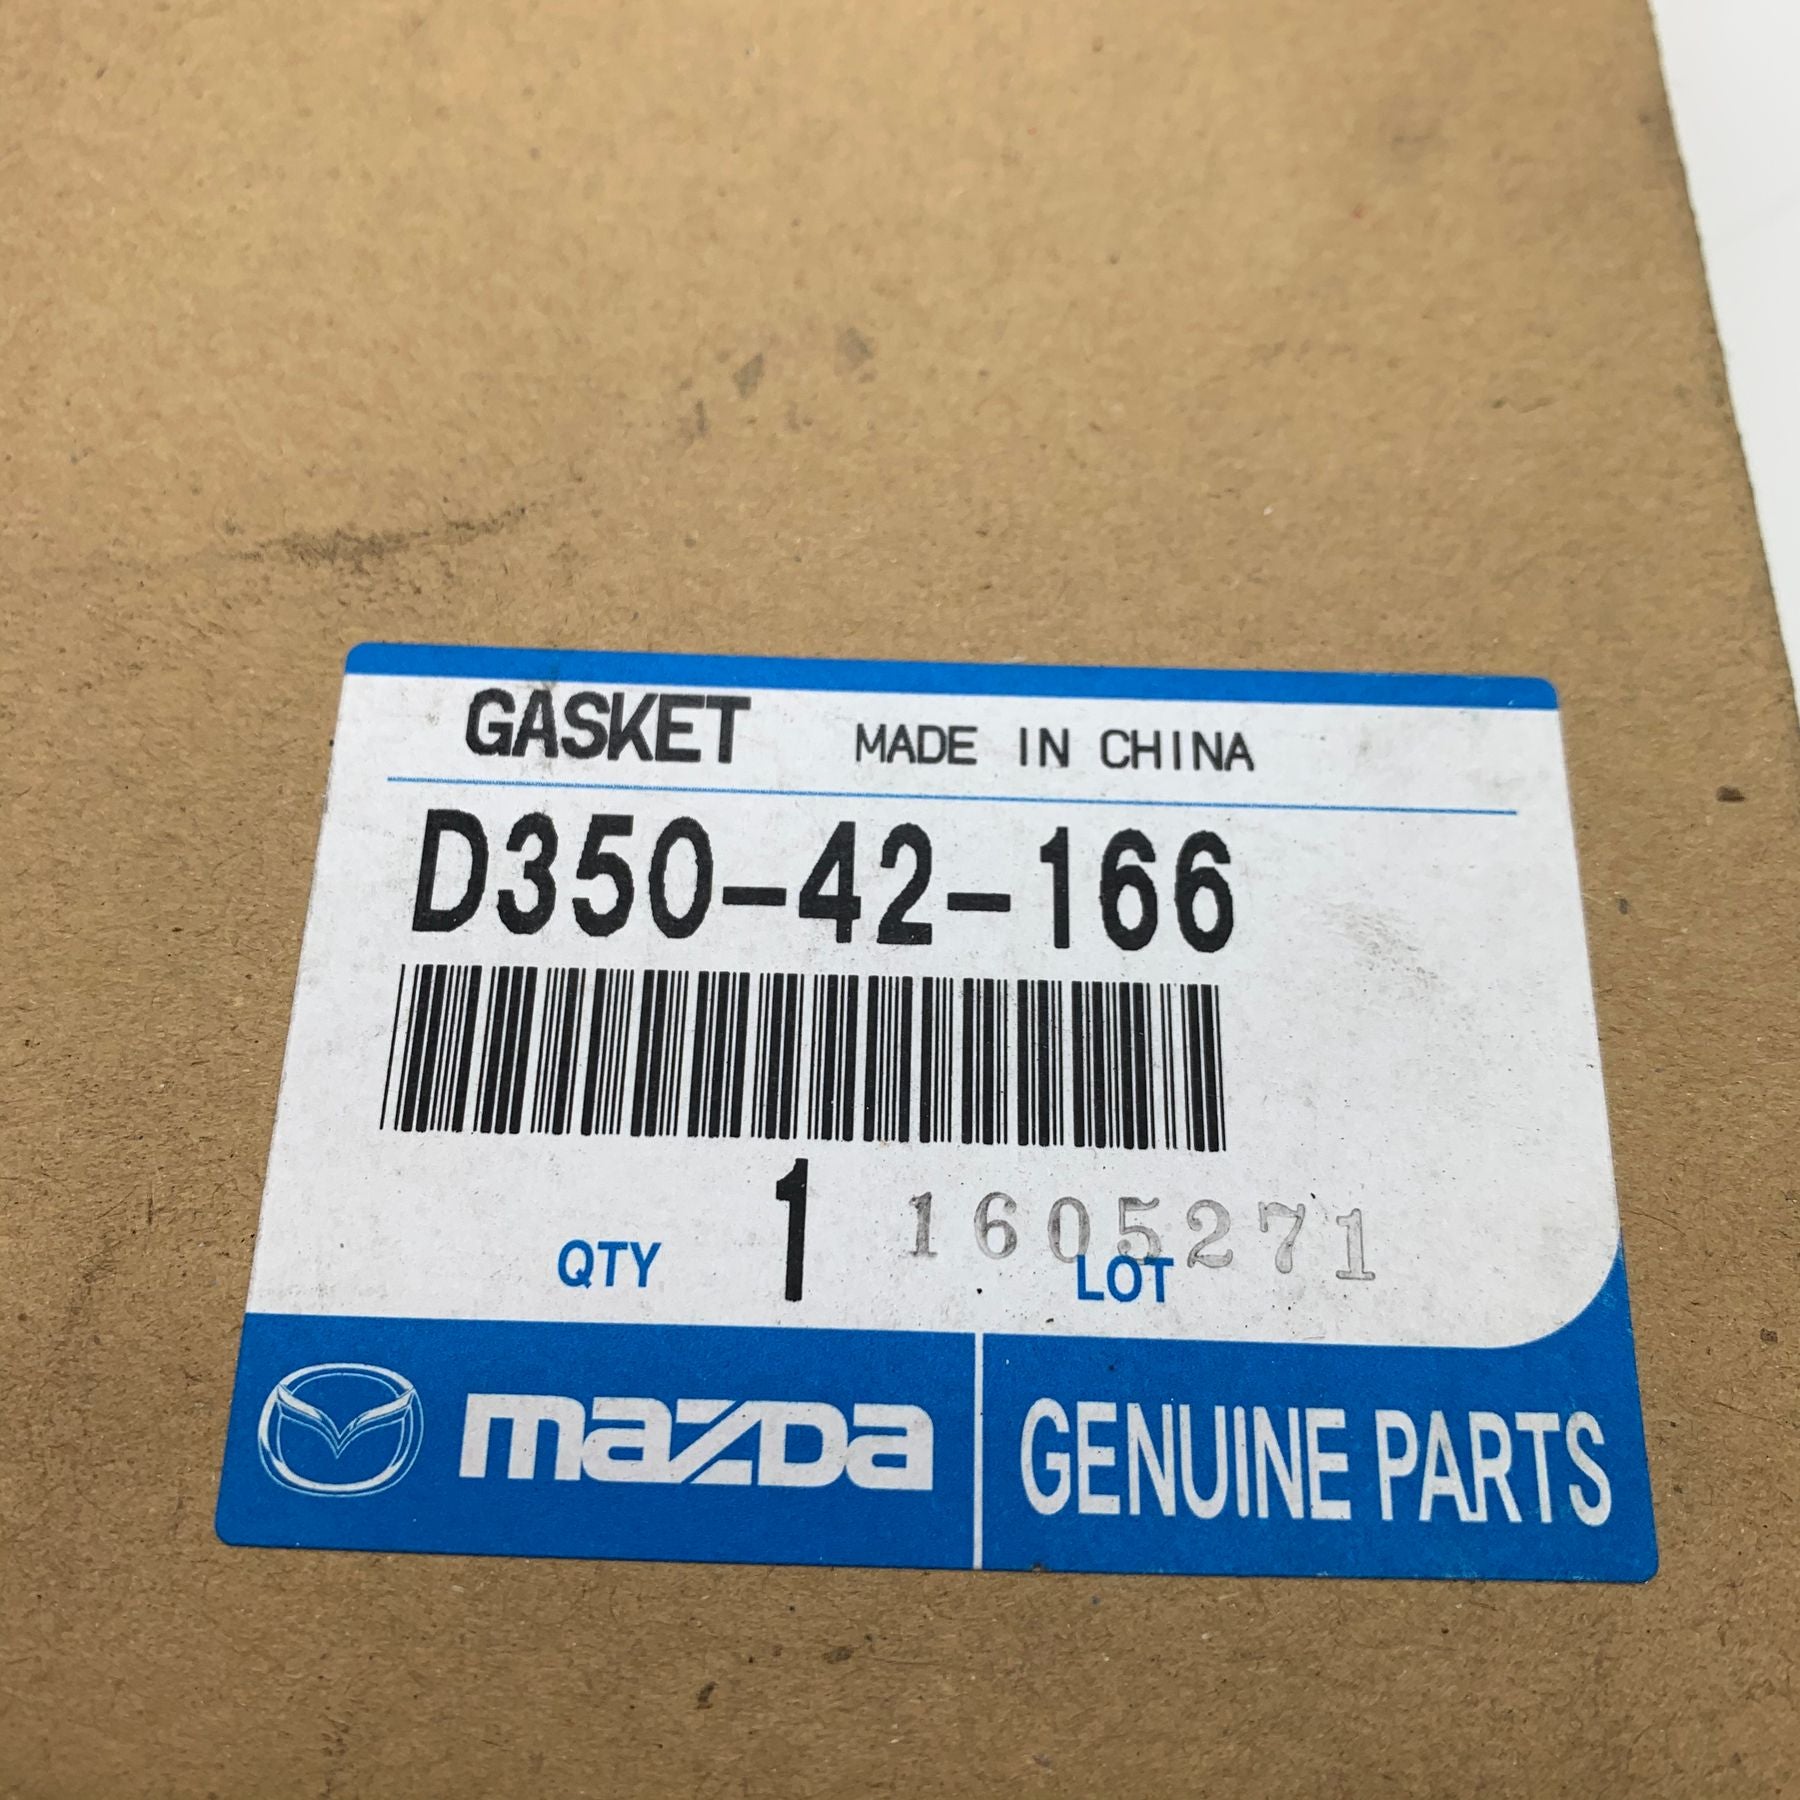 GASKET MADE IN CHINA
D350-42-166
QTY 1 LOT 1605271
mazda GENUINE PARTS